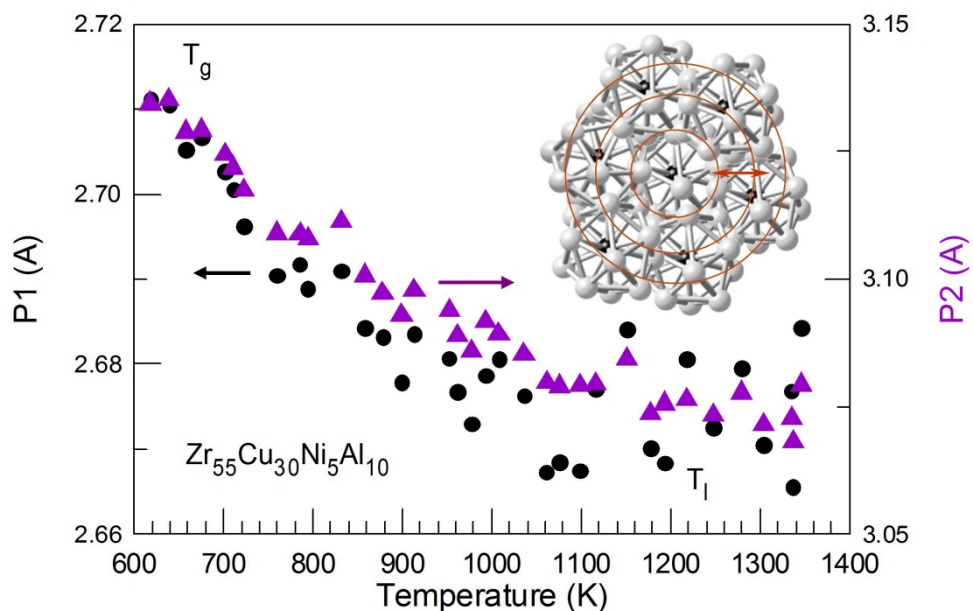 2.72
3.15
T_g
2.70
P1 (A)
3.10
P2 (A)
2.68
Zr₅₅Cu₃₀Ni₅Al₁₀
T_l
2.66
3.05
600 700 800 900 1000 1100 1200 1300 1400
Temperature (K)